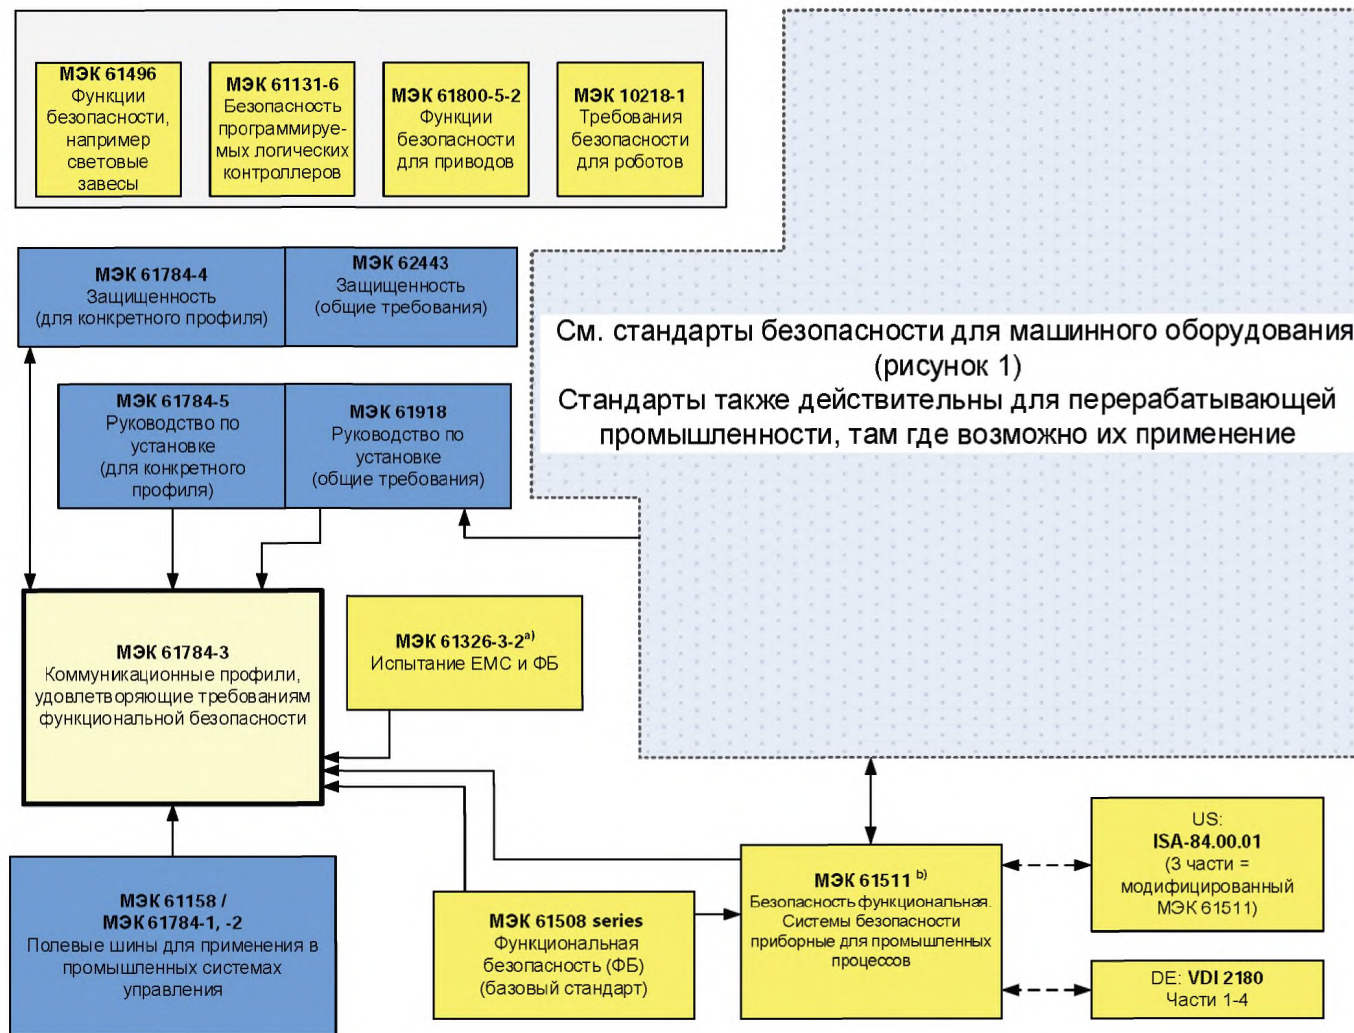 МЭК 61496
Функции
безопасности,
например
световые
завесы
МЭК 61131-6
Безопасность
программируе-
мых логических
контроллеров
МЭК 61800-5-2
Функции
безопасности
для приводов
МЭК 10218-1
Требования
безопасности
для роботов
МЭК 61784-4
Защищенность
(для конкретного профиля)
МЭК 62443
Защищенность
(общие требования)
См. стандарты безопасности для машинного оборудования
(рисунок 1)
Стандарты также действительны для перерабатывающей
промышленности, там где возможно их применение
МЭК 61784-5
Руководство по
установке
(для конкретного
профиля)
МЭК 61918
Руководство по
установке
(общие требования)
МЭК 61784-3
Коммуникационные профили,
удовлетворяющие требованиям
функциональной безопасности
МЭК 61326-3-2a)
Испытание ЕМС и ФБ
МЭК 61158 /
МЭК 61784-1, -2
Полевые шины для применения в
промышленных системах
управления
МЭК 61508 series
Функциональная
безопасность (ФБ)
(базовый стандарт)
МЭК 61511 b)
Безопасность функциональная.
Системы безопасности
приборные для промышленных
процессов
US:
ISA-84.00.01
(3 части =
модифицированный
МЭК 61511)
DE: VDI 2180
Части 1-4